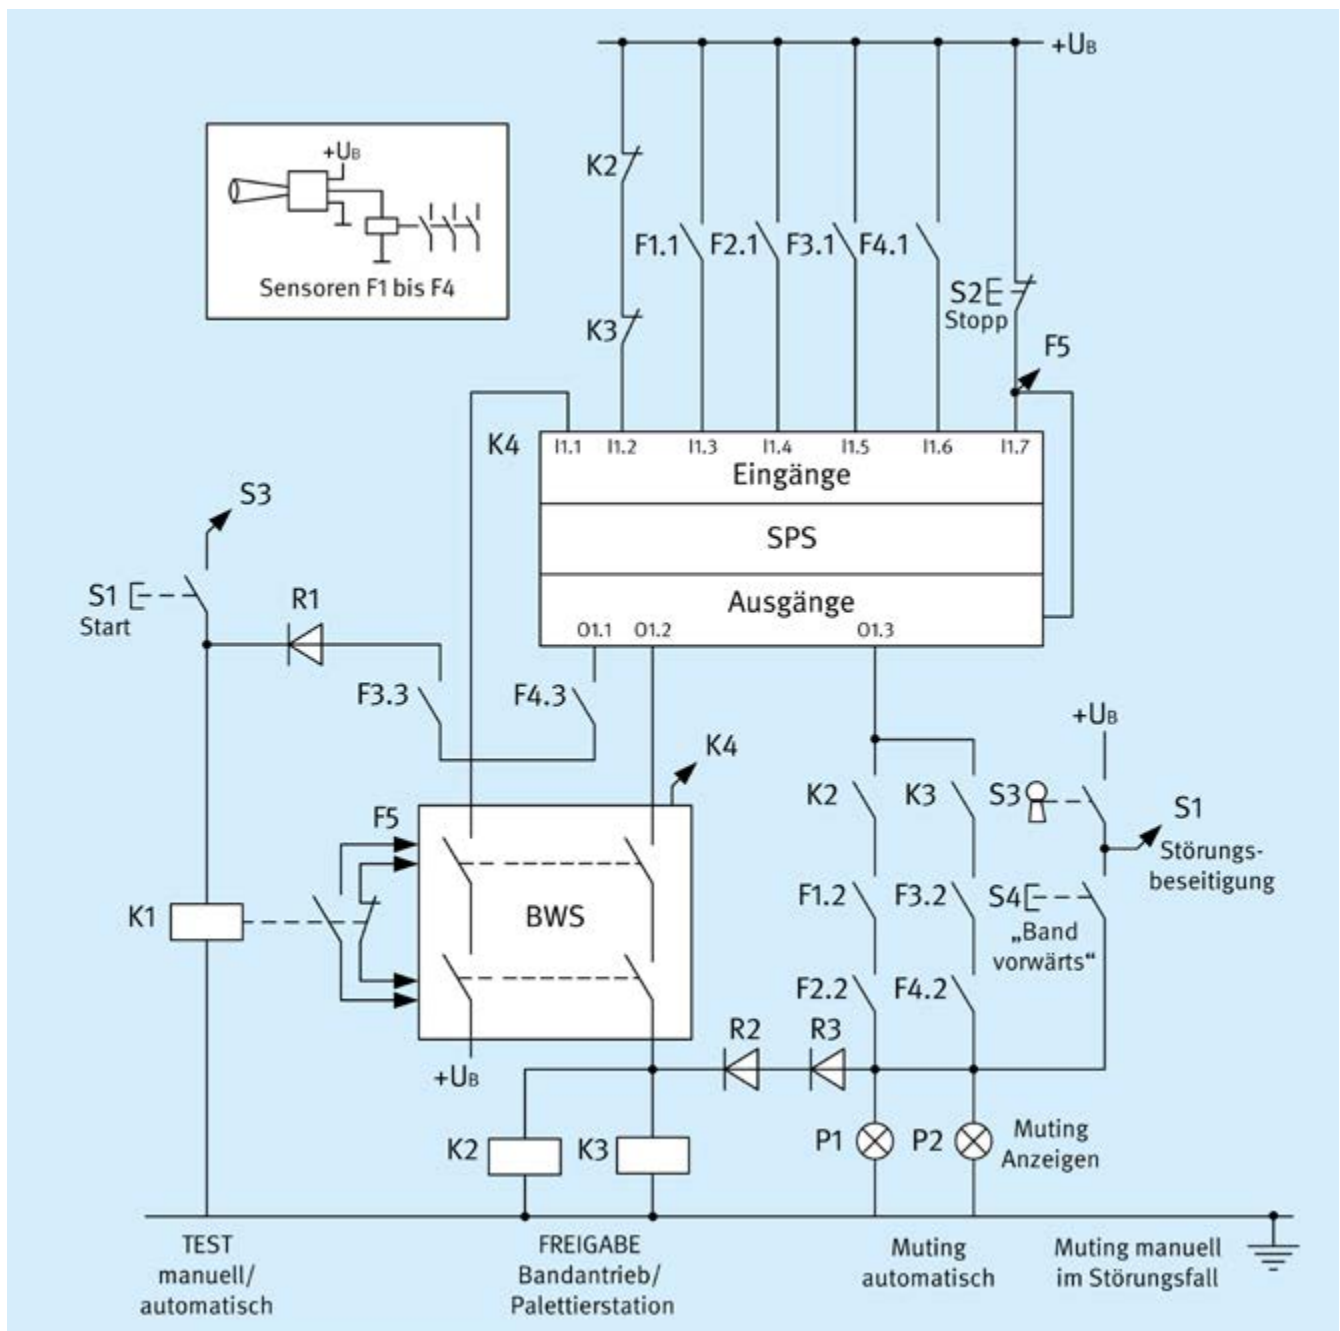 +UB
+UB
Sensoren F1 bis F4
K2
F1.1
F2.1
F3.1
F4.1
S2
Stopp
K3
F5
K4
I1.1
I1.2
I1.3
I1.4
I1.5
I1.6
I1.7
Eingänge
SPS
Ausgänge
O1.1
O1.2
O1.3
S3
S1
Start
R1
F3.3
F4.3
K4
+UB
K2
K3
S3
S1
Störungs-
beseitigung
F5
BWS
K1
F1.2
F3.2
S4
„Band
vorwärts“
F2.2
F4.2
+UB
R2
R3
K2
K3
P1
P2
Muting
Anzeigen
TEST
manuell/
automatisch
FREIGABE
Bandantrieb/
Palettierstation
Muting
automatisch
Muting manuell
im Störungsfall